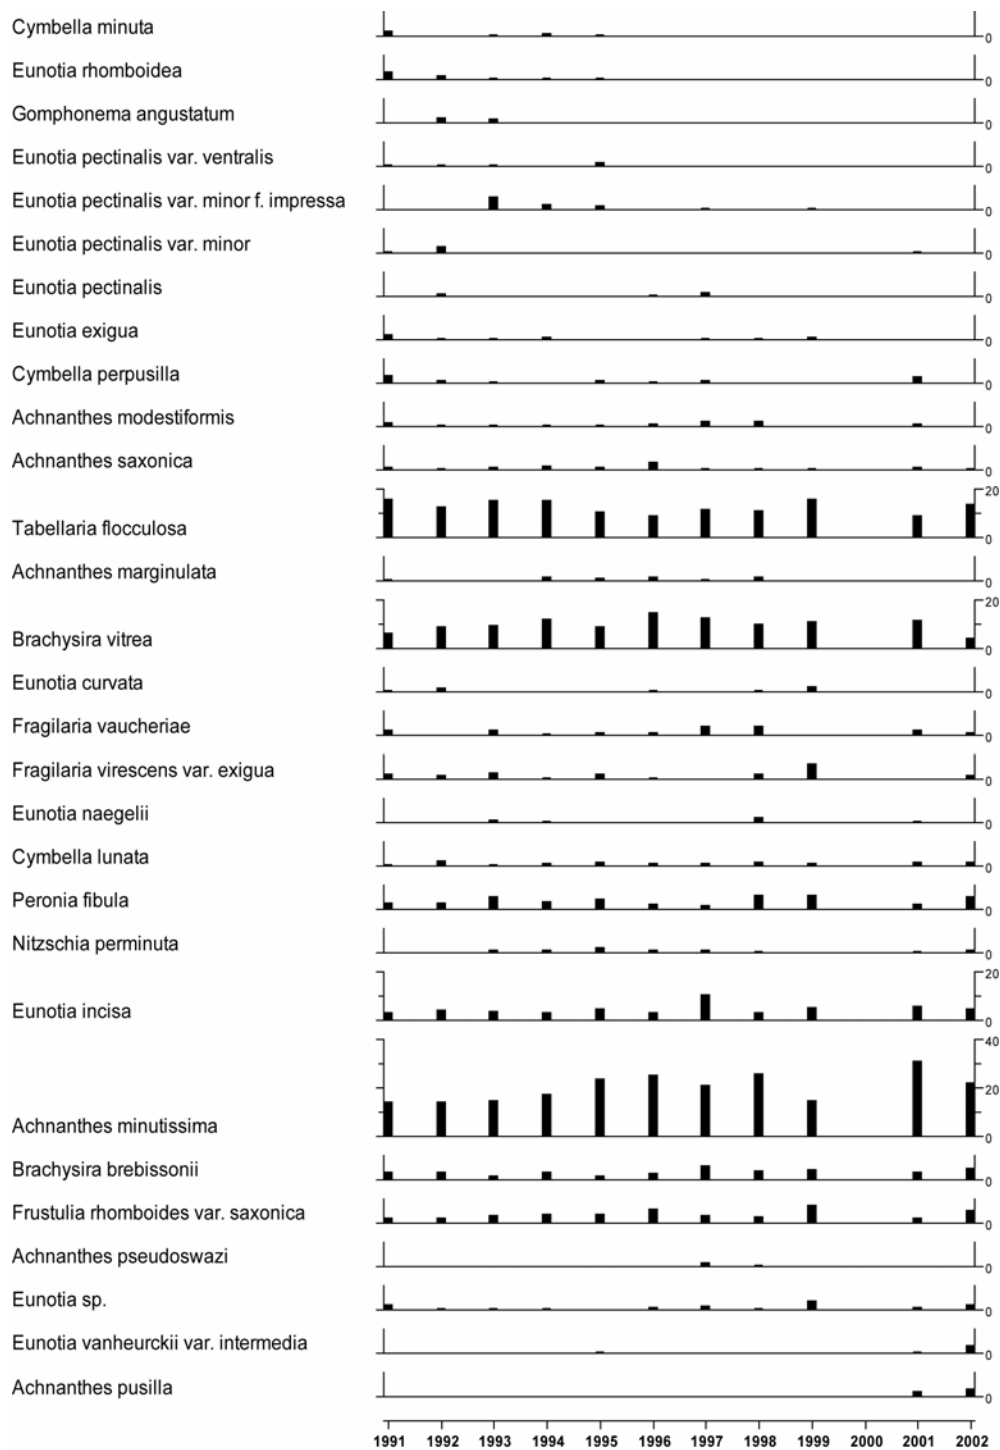 Cymbella minuta 0
Eunotia rhomboidea 0
Gomphonema angustatum 0
Eunotia pectinalis var. ventralis 0
Eunotia pectinalis var. minor f. impressa 0
Eunotia pectinalis var. minor 0
Eunotia pectinalis 0
Eunotia exigua 0
Cymbella perpusilla 0
Achnanthes modestiformis 0
Achnanthes saxonica 0
20
Tabellaria flocculosa 0
Achnanthes marginulata 0
20
Brachysira vitrea 0
Eunotia curvata 0
Fragilaria vaucheriae 0
Fragilaria virescens var. exigua 0
Eunotia naegelii 0
Cymbella lunata 0
Peronia fibula 0
Nitzschia perminuta 0
20
Eunotia incisa 0
40
20
Achnanthes minutissima 0
Brachysira brebissonii 0
Frustulia rhomboides var. saxonica 0
Achnanthes pseudoswazi 0
Eunotia sp. 0
Eunotia vanheurckii var. intermedia 0
Achnanthes pusilla 0
1991 1992 1993 1994 1995 1996 1997 1998 1999 2000 2001 2002